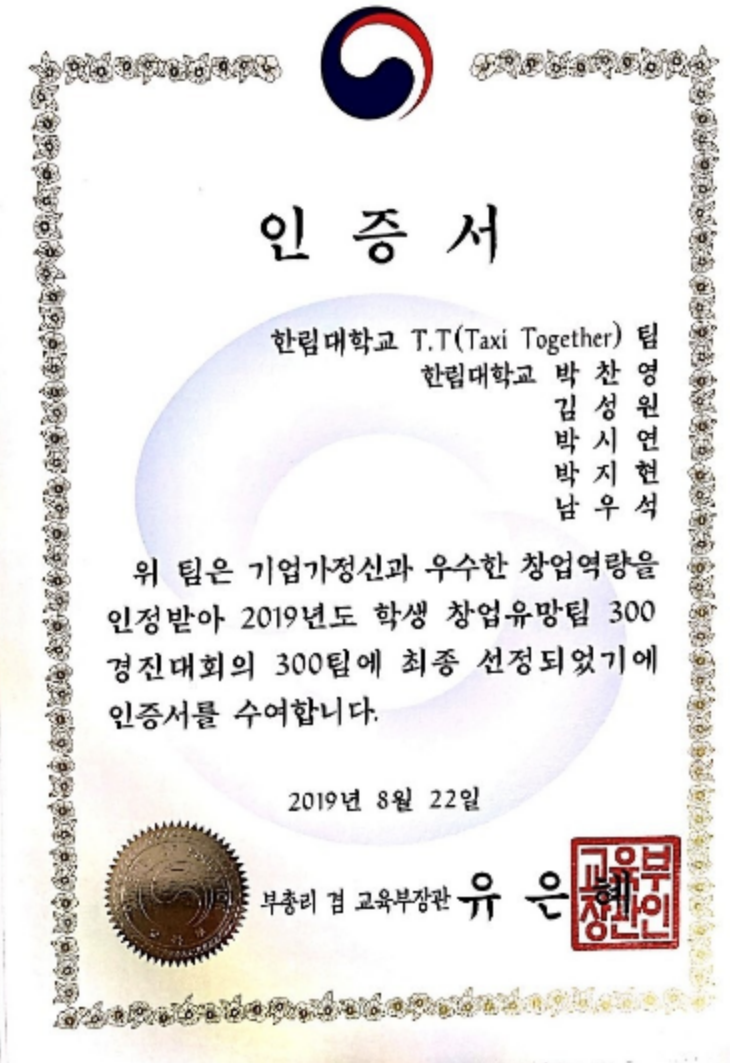 인증서
한림대학교 T.T(Taxi Together) 팀
한림대학교 박찬영
김성원
박시연
박지현
남우석
위 팀은 기업가정신과 우수한 창업역량을
인정받아 2019년도 학생 창업유망팀 300
경진대회의 300팀에 최종 선정되었기에
인증서를 수여합니다.
2019년 8월 22일
부총리 겸 교육부장관 유은혜
교육부
장관인